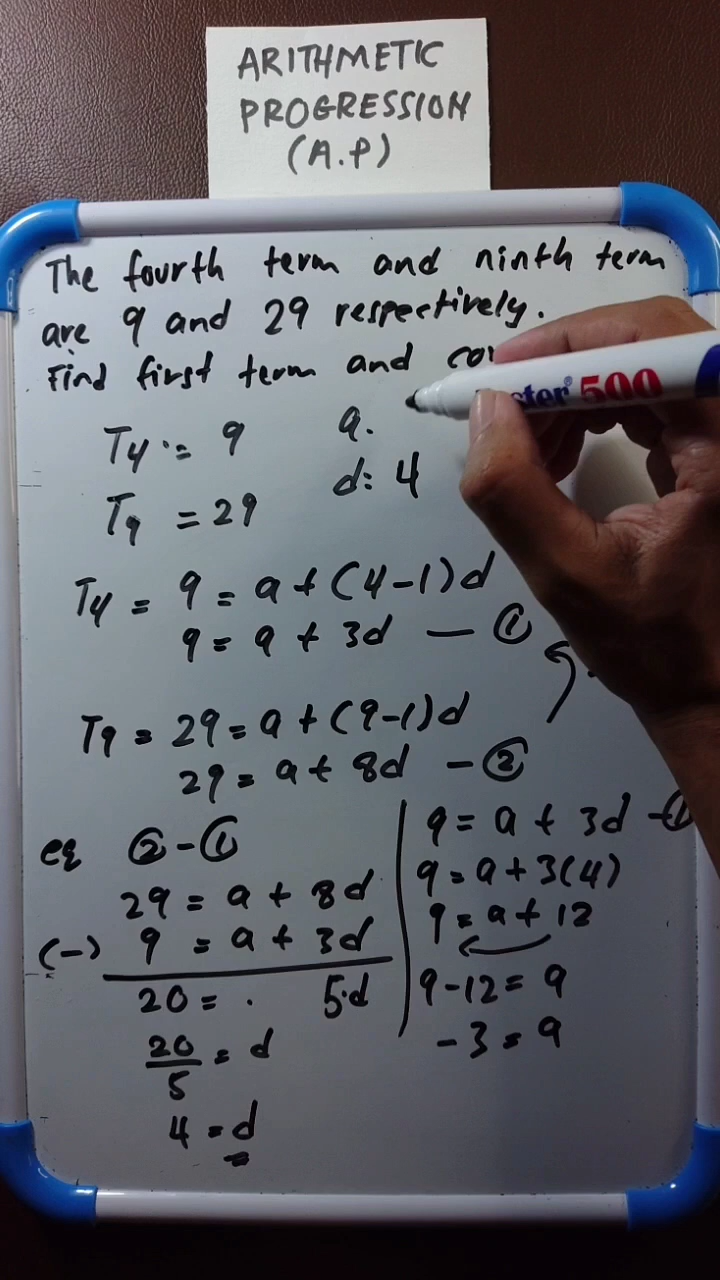 ARITHMETIC
PROGRESSION
(A.P)
The fourth term and ninth term
are 9 and 29 respectively.
Find first term and
T4 = 9
a.
T9 = 29
d: 4
T4 = 9 = a + (4-1)d
9 = a + 3d — ①
T9 = 29 = a + (9-1)d
29 = a + 8d - ②
eq ② - ①
29 = a + 8d
(-) 9 = a + 3d
20 = . 5d
20/5 = d
4 = d
9 = a + 3d - ①
9 = a + 3(4)
9 = a + 12
9 - 12 = a
-3 = a
500